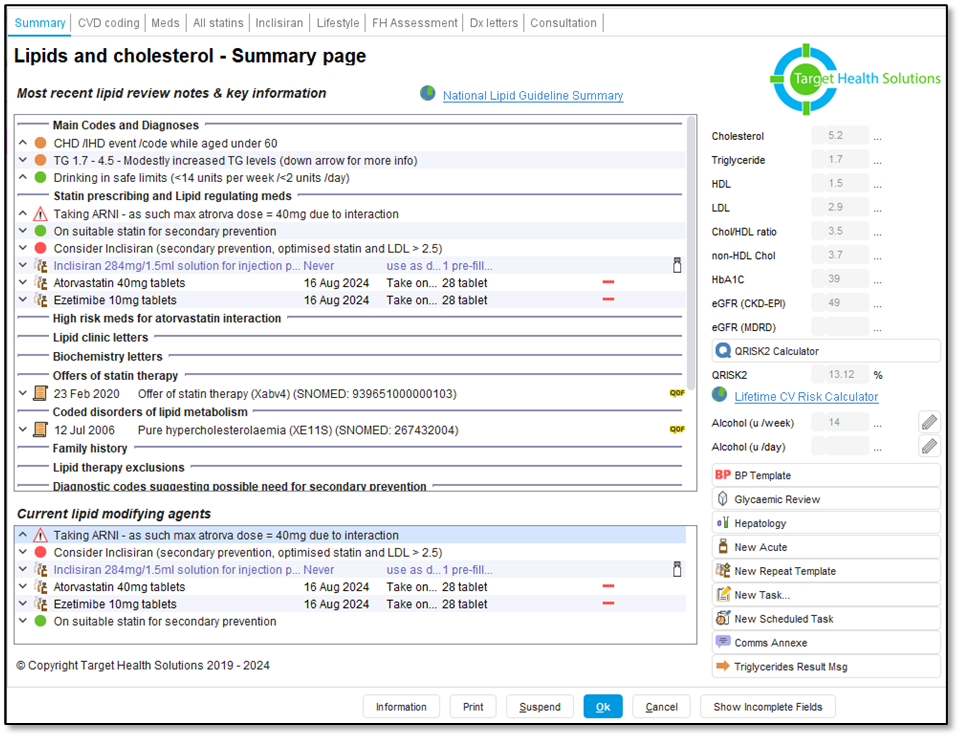 Summary CVD coding Meds All statins Inclisiran Lifestyle FH Assessment Dx letters Consultation
Lipids and cholesterol - Summary page
Target Health Solutions
Most recent lipid review notes & key information
National Lipid Guideline Summary
Main Codes and Diagnoses
CHD /IHD event /code while aged under 60
TG 1.7 - 4.5 - Modestly increased TG levels (down arrow for more info)
Drinking in safe limits (<14 units per week /<2 units /day)
Statin prescribing and Lipid regulating meds
Taking ARNI - as such max atrorva dose = 40mg due to interaction
On suitable statin for secondary prevention
Consider Inclisiran (secondary prevention, optimised statin and LDL > 2.5)
Inclisiran 284mg/1.5ml solution for injection p... Never use as d... 1 pre-fill...
Atorvastatin 40mg tablets 16 Aug 2024 Take on... 28 tablet
Ezetimibe 10mg tablets 16 Aug 2024 Take on... 28 tablet
High risk meds for atorvastatin interaction
Lipid clinic letters
Biochemistry letters
Offers of statin therapy
23 Feb 2020 Offer of statin therapy (Xabv4) (SNOMED: 939651000000103) QOF
Coded disorders of lipid metabolism
12 Jul 2006 Pure hypercholesterolaemia (XE11S) (SNOMED: 267432004) QOF
Family history
Lipid therapy exclusions
Diagnostic codes suggesting possible need for secondary prevention
Current lipid modifying agents
Taking ARNI - as such max atrorva dose = 40mg due to interaction
Consider Inclisiran (secondary prevention, optimised statin and LDL > 2.5)
Inclisiran 284mg/1.5ml solution for injection p... Never use as d... 1 pre-fill...
Atorvastatin 40mg tablets 16 Aug 2024 Take on... 28 tablet
Ezetimibe 10mg tablets 16 Aug 2024 Take on... 28 tablet
On suitable statin for secondary prevention
© Copyright Target Health Solutions 2019 - 2024
Cholesterol 5.2 ...
Triglyceride 1.7 ...
HDL 1.5 ...
LDL 2.9 ...
Chol/HDL ratio 3.5 ...
non-HDL Chol 3.7 ...
HbA1C 39 ...
eGFR (CKD-EPI) 49 ...
eGFR (MDRD) ...
QRISK2 Calculator
QRISK2 13.12 %
Lifetime CV Risk Calculator
Alcohol (u /week) 14 ...
Alcohol (u /day) ...
BP BP Template
Glycaemic Review
Hepatology
New Acute
New Repeat Template
New Task...
New Scheduled Task
Comms Annexe
Triglycerides Result Msg
Information Print Suspend Ok Cancel Show Incomplete Fields